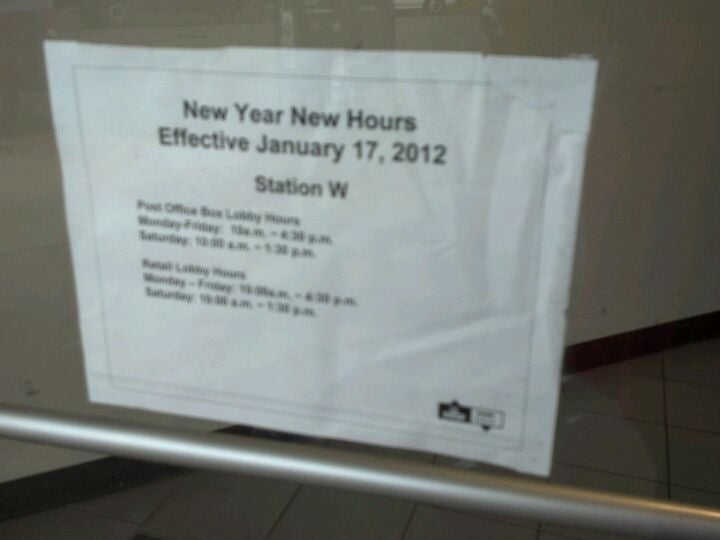 New Year New Hours
Effective January 17, 2012
Station W
Post Office Box Lobby Hours
Monday-Friday: 10a.m. - 4:30 p.m.
Saturday: 10:00 a.m. - 1:30 p.m.
Retail Lobby Hours
Monday - Friday: 10:00a.m. - 4:30 p.m.
Saturday: 10:00 a.m. - 1:30 p.m.